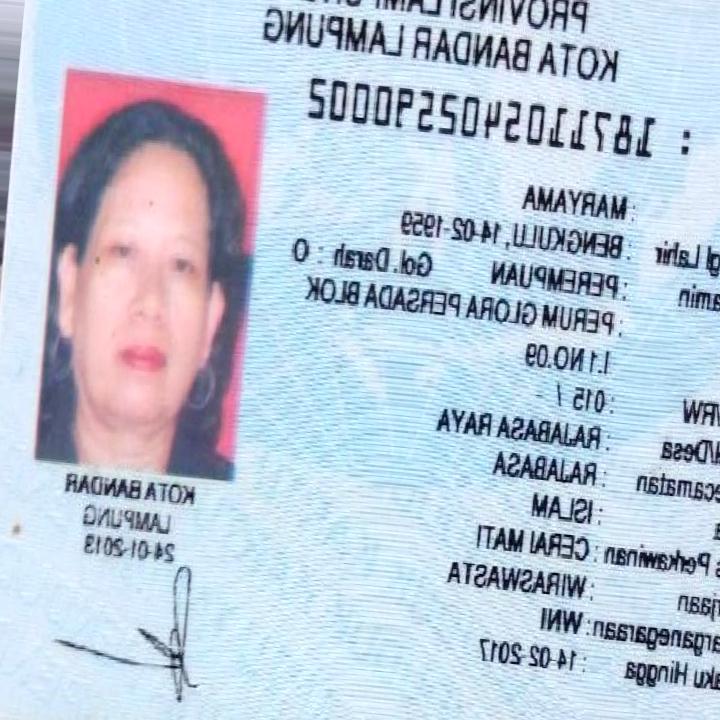 PROVINSI LAMPUNG
KOTA BANDAR LAMPUNG
: 1871105402590002
: MARYAMA
gl Lahir : BENGKULU, 14-02-1959
amin : PEREMPUAN Gol. Darah : O
: PERUM GLORA PERSADA BLOK
I.1 NO.09
/RW : 015 / -
/Desa : RAJABASA RAYA
ecamatan : RAJABASA
: ISLAM
s Perkawinan : CERAI MATI
rjaan : WIRASWASTA
arganegaraan : WNI
aku Hingga : 14-02-2017
KOTA BANDAR
LAMPUNG
24-01-2013